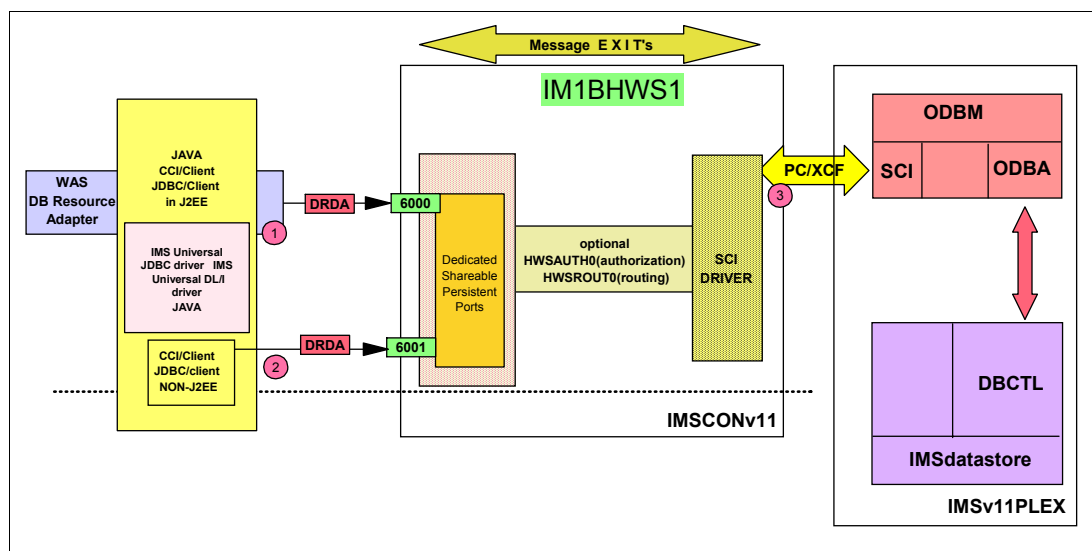 Message E X I T's
IM1BHWS1
JAVA
CCI/Client
JDBC/Client
in J2EE
WAS
DB Resource
Adapter
1
DRDA
6000
IMS Universal
JDBC driver IMS
Universal DL/I
driver
JAVA
CCI/Client
JDBC/client
NON-J2EE
2
DRDA
6001
Dedicated
Shareable
Persistent
Ports
optional
HWSAUTH0(authorization)
HWSROUT0(routing)
SCI
DRIVER
IMSCONv11
PC/XCF
3
ODBM
SCI
ODBA
DBCTL
IMSdatastore
IMSv11PLEX